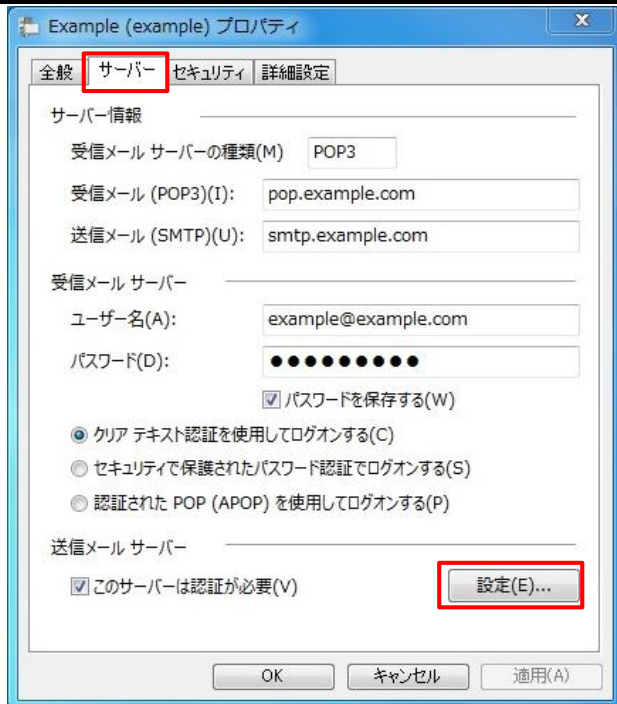 Example (example) プロパティ
全般 サーバー セキュリティ 詳細設定
サーバー情報
受信メール サーバーの種類(M) POP3
受信メール (POP3)(I): pop.example.com
送信メール (SMTP)(U): smtp.example.com
受信メール サーバー
ユーザー名(A): example@example.com
パスワード(D): ●●●●●●●●●
パスワードを保存する(W)
クリア テキスト認証を使用してログオンする(C)
セキュリティで保護されたパスワード認証でログオンする(S)
認証された POP (APOP) を使用してログオンする(P)
送信メール サーバー
このサーバーは認証が必要(V) 設定(E)...
OK キャンセル 適用(A)